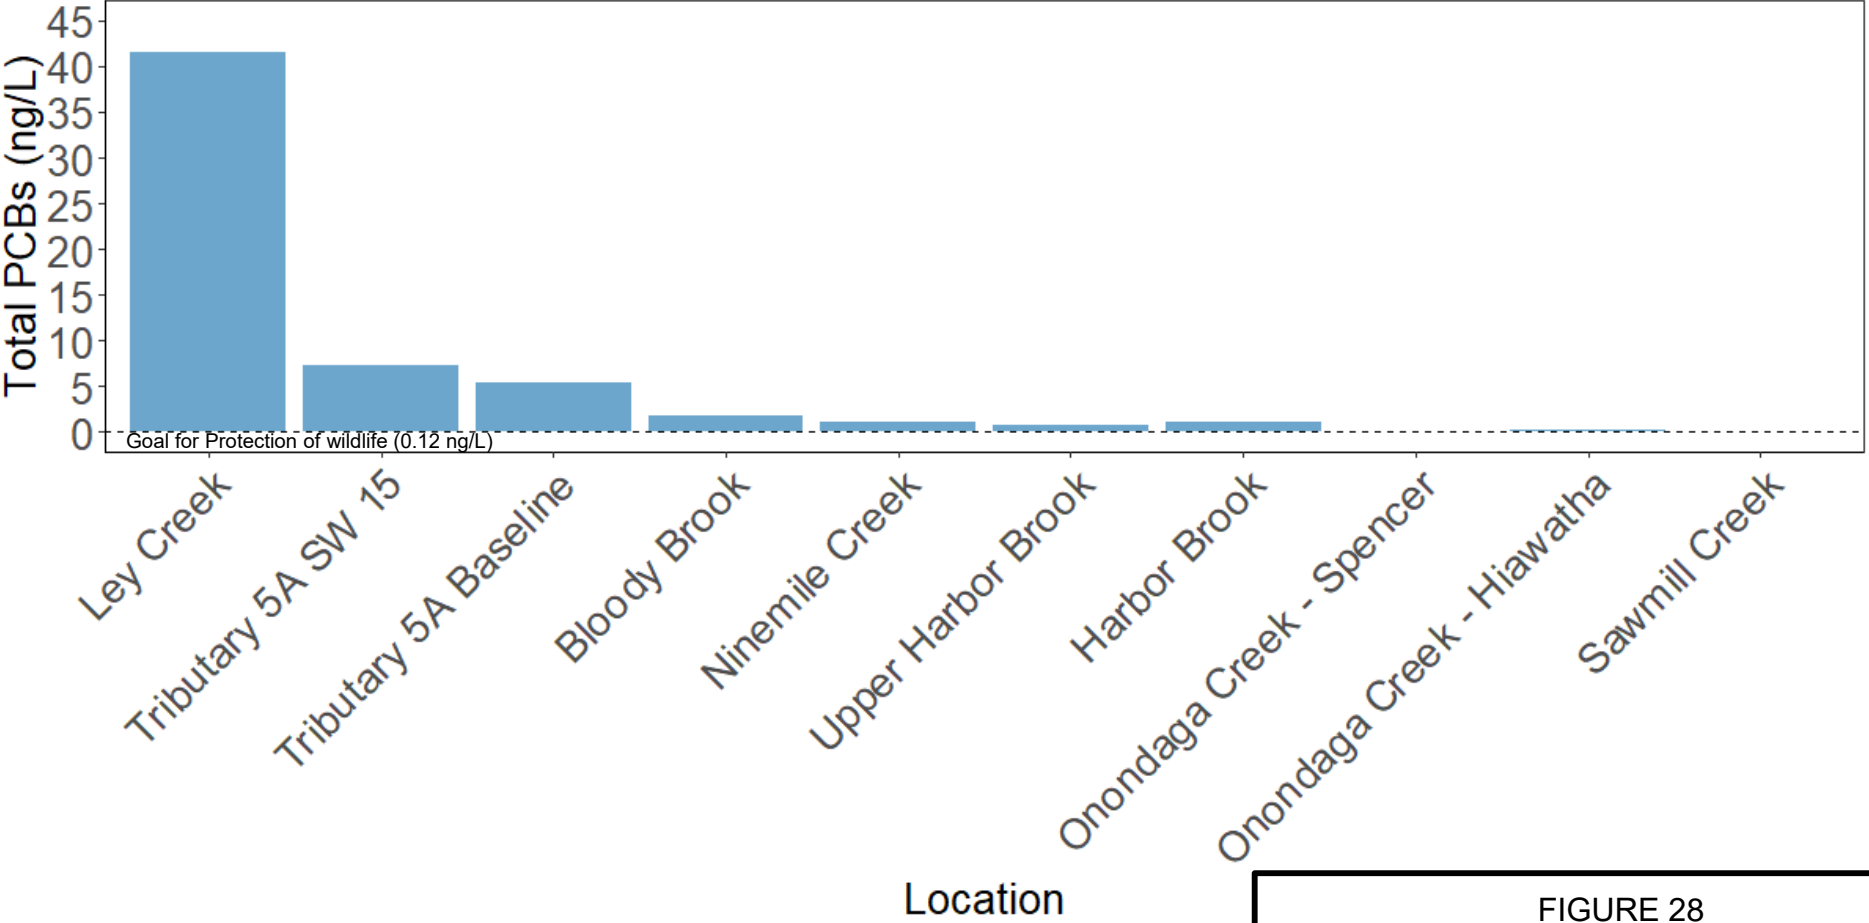 Total PCBs (ng/L)
45
40
35
30
25
20
15
10
5
0
Goal for Protection of wildlife (0.12 ng/L)
Ley Creek
Tributary 5A SW 15
Tributary 5A Baseline
Bloody Brook
Ninemile Creek
Upper Harbor Brook
Harbor Brook
Onondaga Creek - Spencer
Onondaga Creek - Hiawatha
Sawmill Creek
Location
FIGURE 28